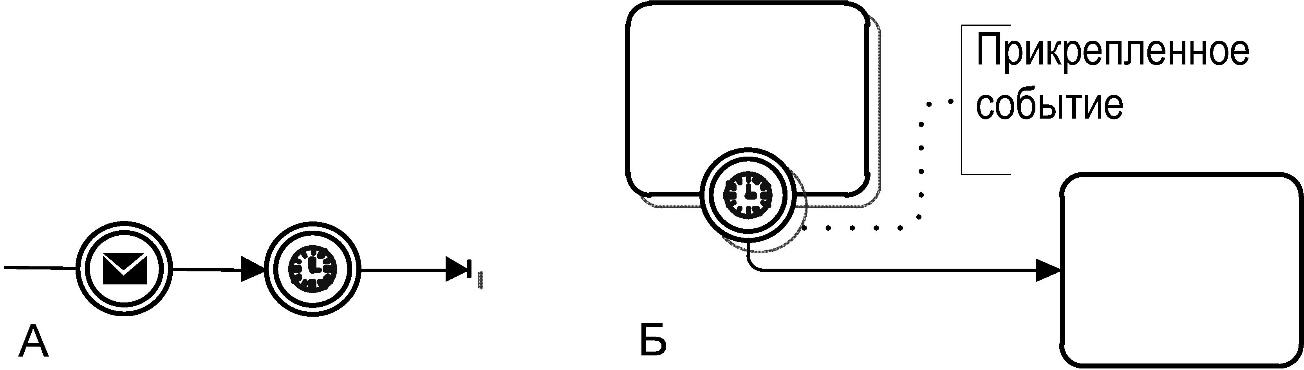 Прикрепленное
событие
А
Б